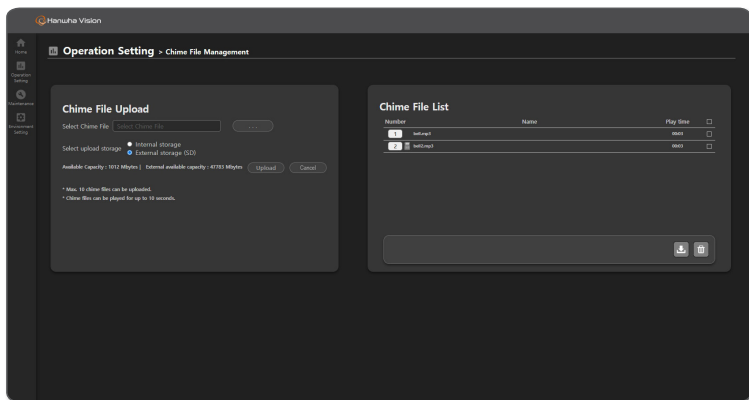 Hanwha Vision
Home
Operation Setting
Maintenance
Environment Setting
Operation Setting > Chime File Management
Chime File Upload
Select Chime File Select Chime File ...
Select upload storage Internal storage
External storage (SD)
Available Capacity : 1012 Mbytes | External available capacity : 47783 Mbytes Upload Cancel
* Max. 10 chime files can be uploaded.
* Chime files can be played for up to 10 seconds.
Chime File List
Number Name Play time
1 bell.mp3 00:03
2 bell2.mp3 00:03